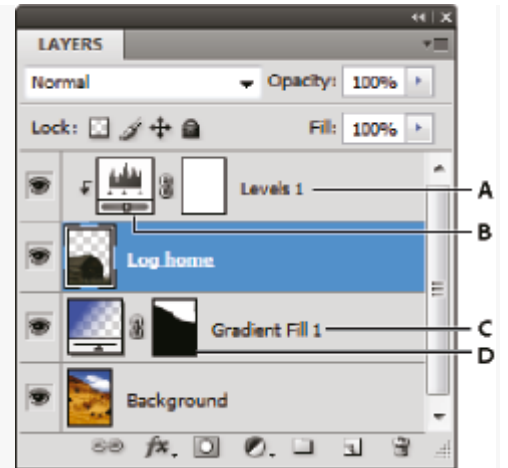 LAYERS
Normal Opacity: 100%
Lock: Fill: 100%
Levels 1 A
B
Log home
Gradient Fill 1 C
D
Background
fx.